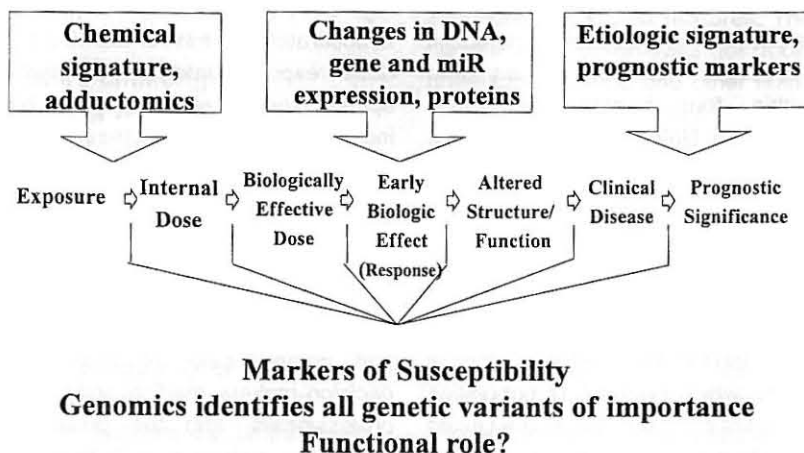 Chemical
signature,
adductomics
Changes in DNA,
gene and miR
expression, proteins
Etiologic signature,
prognostic markers
Exposure
Internal
Dose
Biologically
Effective
Dose
Early
Biologic
Effect
(Response)
Altered
Structure/
Function
Clinical
Disease
Prognostic
Significance
Markers of Susceptibility
Genomics identifies all genetic variants of importance
Functional role?